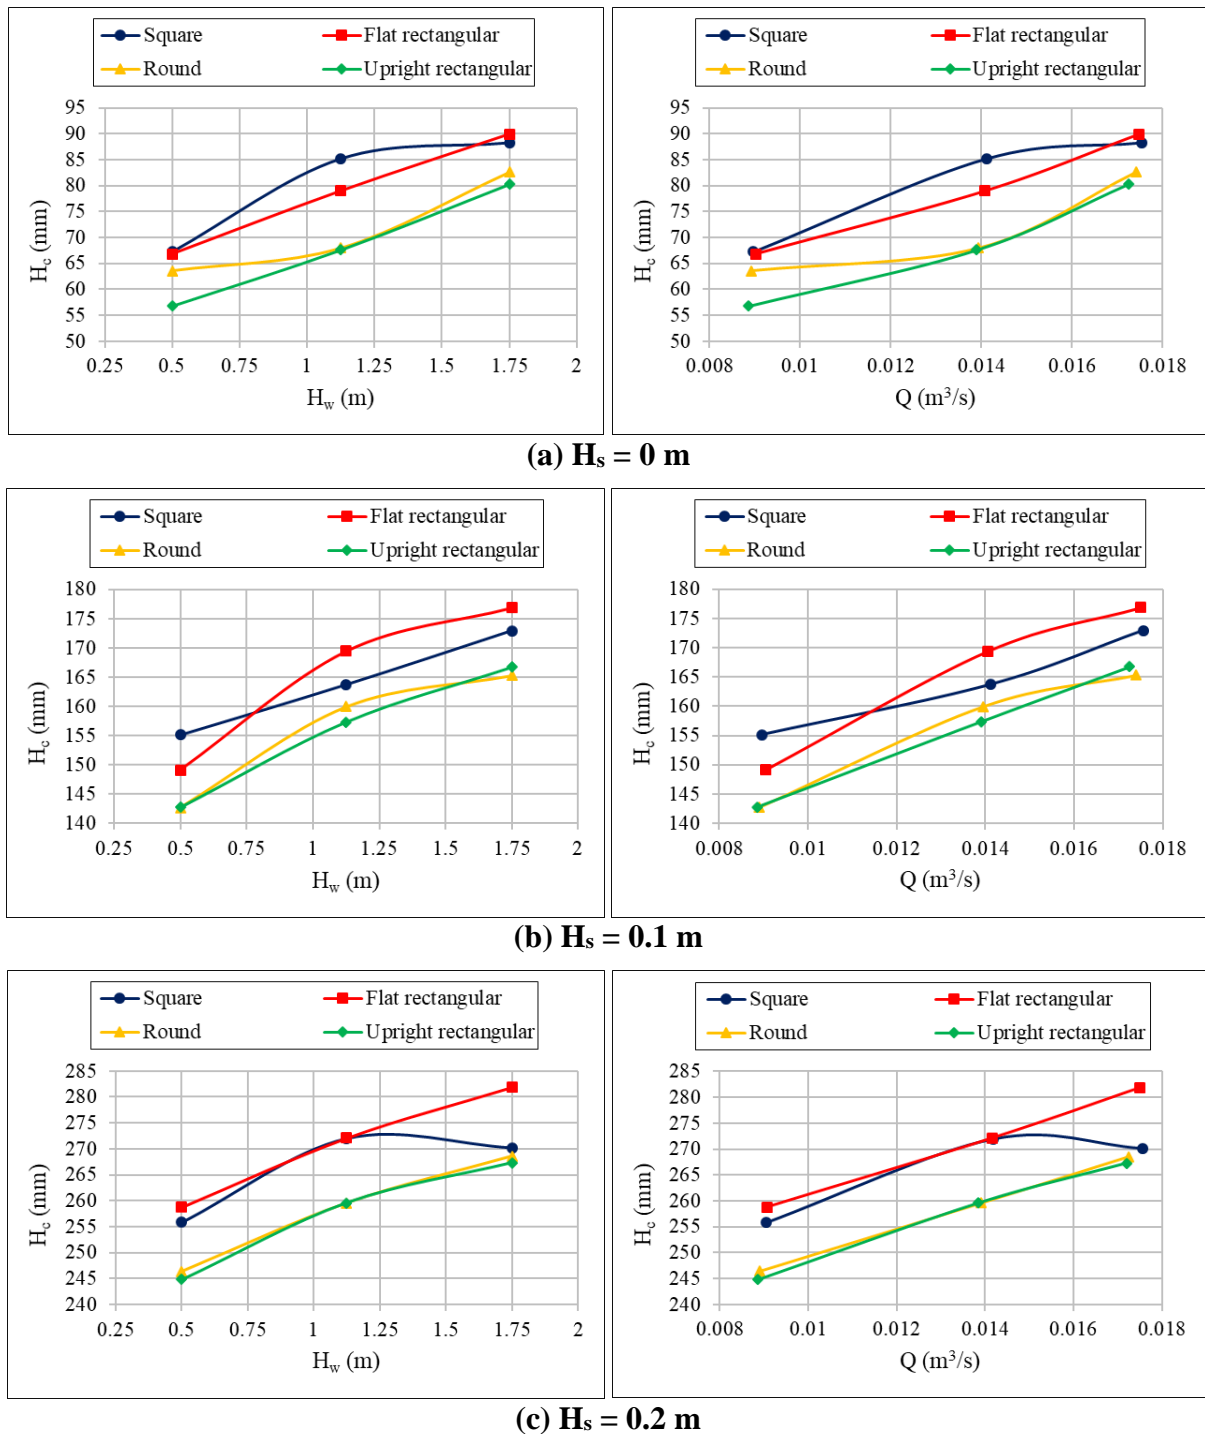 Square Flat rectangular
Round Upright rectangular
95
90
85
80
75
70
65
60
55
50
H_c (mm)
0.25 0.5 0.75 1 1.25 1.5 1.75 2
H_w (m)
Square Flat rectangular
Round Upright rectangular
95
90
85
80
75
70
65
60
55
50
H_c (mm)
0.008 0.01 0.012 0.014 0.016 0.018
Q (m³/s)
(a) Hₛ = 0 m
Square Flat rectangular
Round Upright rectangular
180
175
170
165
160
155
150
145
140
H_c (mm)
0.25 0.5 0.75 1 1.25 1.5 1.75 2
H_w (m)
Square Flat rectangular
Round Upright rectangular
180
175
170
165
160
155
150
145
140
H_c (mm)
0.008 0.01 0.012 0.014 0.016 0.018
Q (m³/s)
(b) Hₛ = 0.1 m
Square Flat rectangular
Round Upright rectangular
285
280
275
270
265
260
255
250
245
240
H_c (mm)
0.25 0.5 0.75 1 1.25 1.5 1.75 2
H_w (m)
Square Flat rectangular
Round Upright rectangular
285
280
275
270
265
260
255
250
245
240
H_c (mm)
0.008 0.01 0.012 0.014 0.016 0.018
Q (m³/s)
(c) Hₛ = 0.2 m